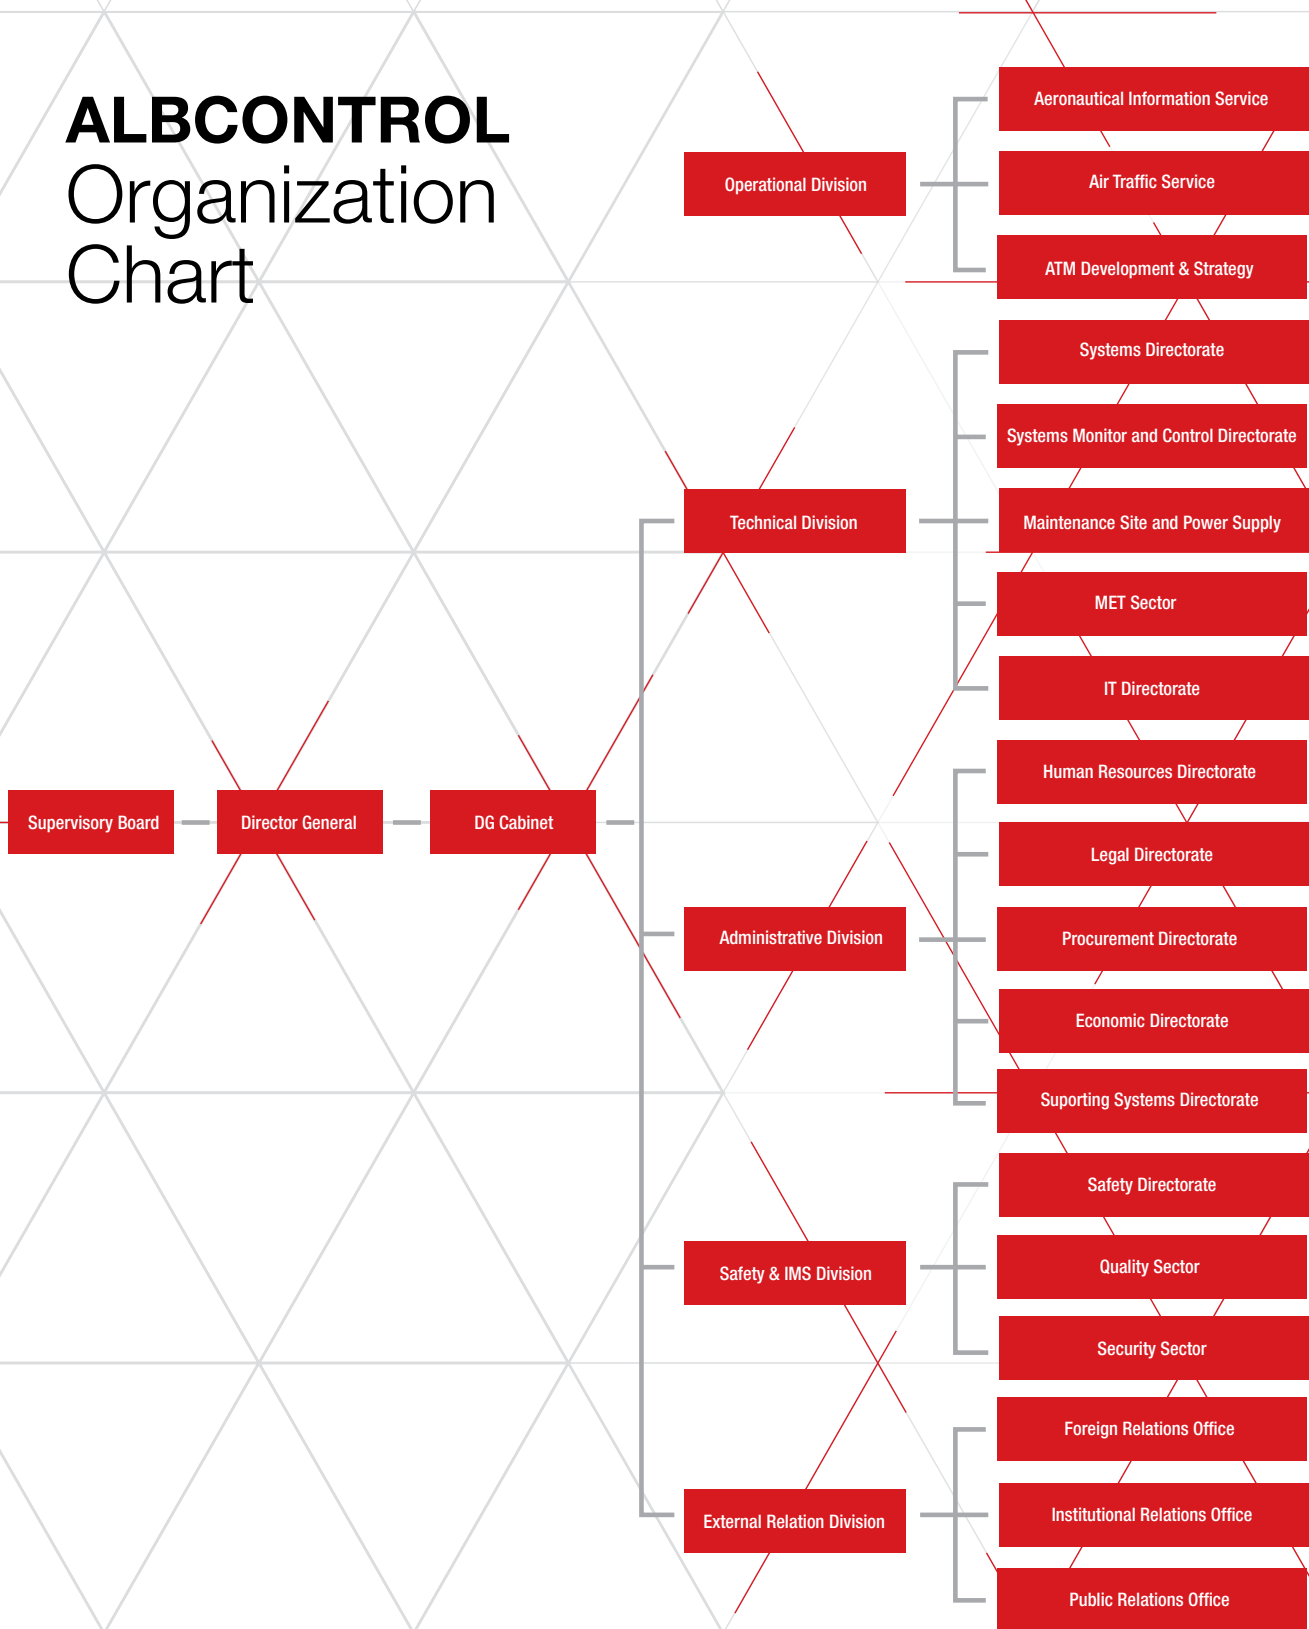 ALBCONTROL
Organization
Chart
Supervisory Board
Director General
DG Cabinet
Operational Division
Aeronautical Information Service
Air Traffic Service
ATM Development & Strategy
Technical Division
Systems Directorate
Systems Monitor and Control Directorate
Maintenance Site and Power Supply
MET Sector
IT Directorate
Administrative Division
Human Resources Directorate
Legal Directorate
Procurement Directorate
Economic Directorate
Suporting Systems Directorate
Safety & IMS Division
Safety Directorate
Quality Sector
Security Sector
External Relation Division
Foreign Relations Office
Institutional Relations Office
Public Relations Office